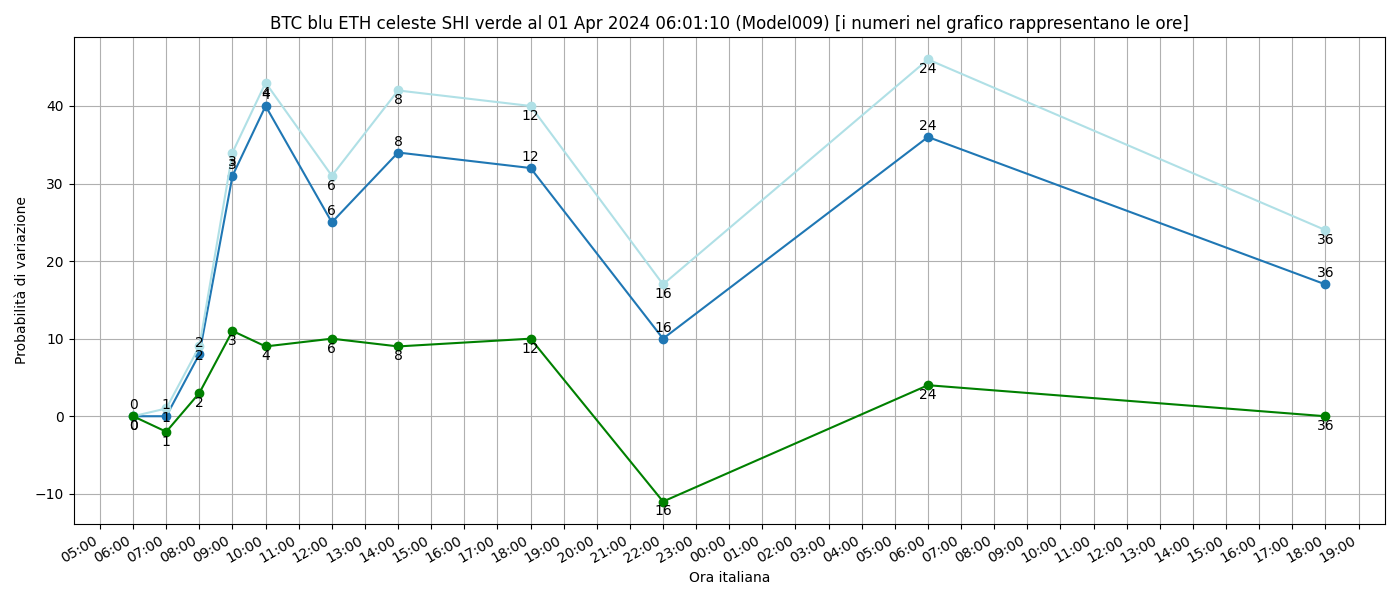 BTC blu ETH celeste SHI verde al 01 Apr 2024 06:01:10 (Model009) [i numeri nel grafico rappresentano le ore]
Probabilità di variazione
40
30
20
10
0
−10
0 1 2 3 4 6 8 12 16 24 36
0 1 2 3 4 6 8 12 16 24 36
0 1 2 3 4 6 8 12 16 24 36
05:00 06:00 07:00 08:00 09:00 10:00 11:00 12:00 13:00 14:00 15:00 16:00 17:00 18:00 19:00 20:00 21:00 22:00 23:00 00:00 01:00 02:00 03:00 04:00 05:00 06:00 07:00 08:00 09:00 10:00 11:00 12:00 13:00 14:00 15:00 16:00 17:00 18:00 19:00
Ora italiana